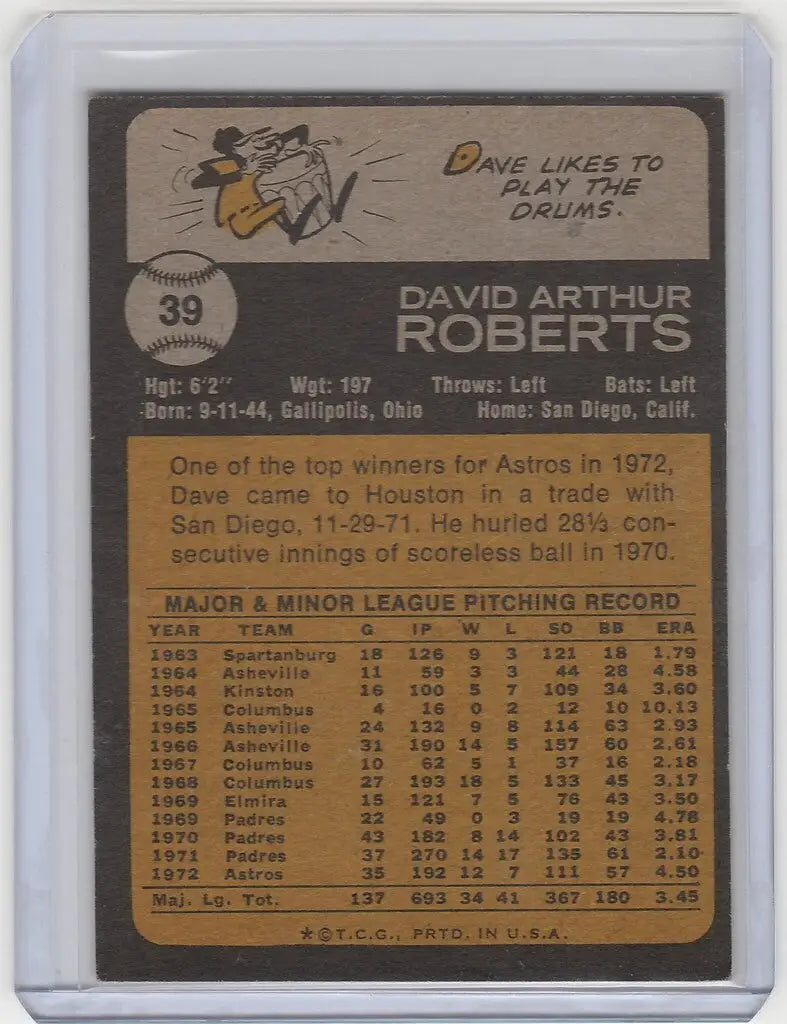 DAVE LIKES TO
PLAY THE
DRUMS.
39
DAVID ARTHUR
ROBERTS
Hgt: 6'2" Wgt: 197 Throws: Left Bats: Left
Born: 9-11-44, Gallipolis, Ohio Home: San Diego, Calif.
One of the top winners for Astros in 1972,
Dave came to Houston in a trade with
San Diego, 11-29-71. He hurled 28⅓ con-
secutive innings of scoreless ball in 1970.
MAJOR & MINOR LEAGUE PITCHING RECORD
YEAR TEAM G IP W L SO BB ERA
1963 Spartanburg 18 126 9 3 121 18 1.79
1964 Asheville 11 59 3 3 44 28 4.58
1964 Kinston 16 100 5 7 109 34 3.60
1965 Columbus 4 16 0 2 12 10 10.13
1965 Asheville 24 132 9 8 114 63 2.93
1966 Asheville 31 190 14 5 157 60 2.61
1967 Columbus 10 62 5 1 37 16 2.18
1968 Columbus 27 193 18 5 133 45 3.17
1969 Elmira 15 121 7 5 76 43 3.50
1969 Padres 22 49 0 3 19 19 4.78
1970 Padres 43 182 8 14 102 43 3.81
1971 Padres 37 270 14 17 135 61 2.10
1972 Astros 35 192 12 7 111 57 4.50
Maj. Lg. Tot. 137 693 34 41 367 180 3.45
*©T.C.G., PRTD. IN U.S.A.